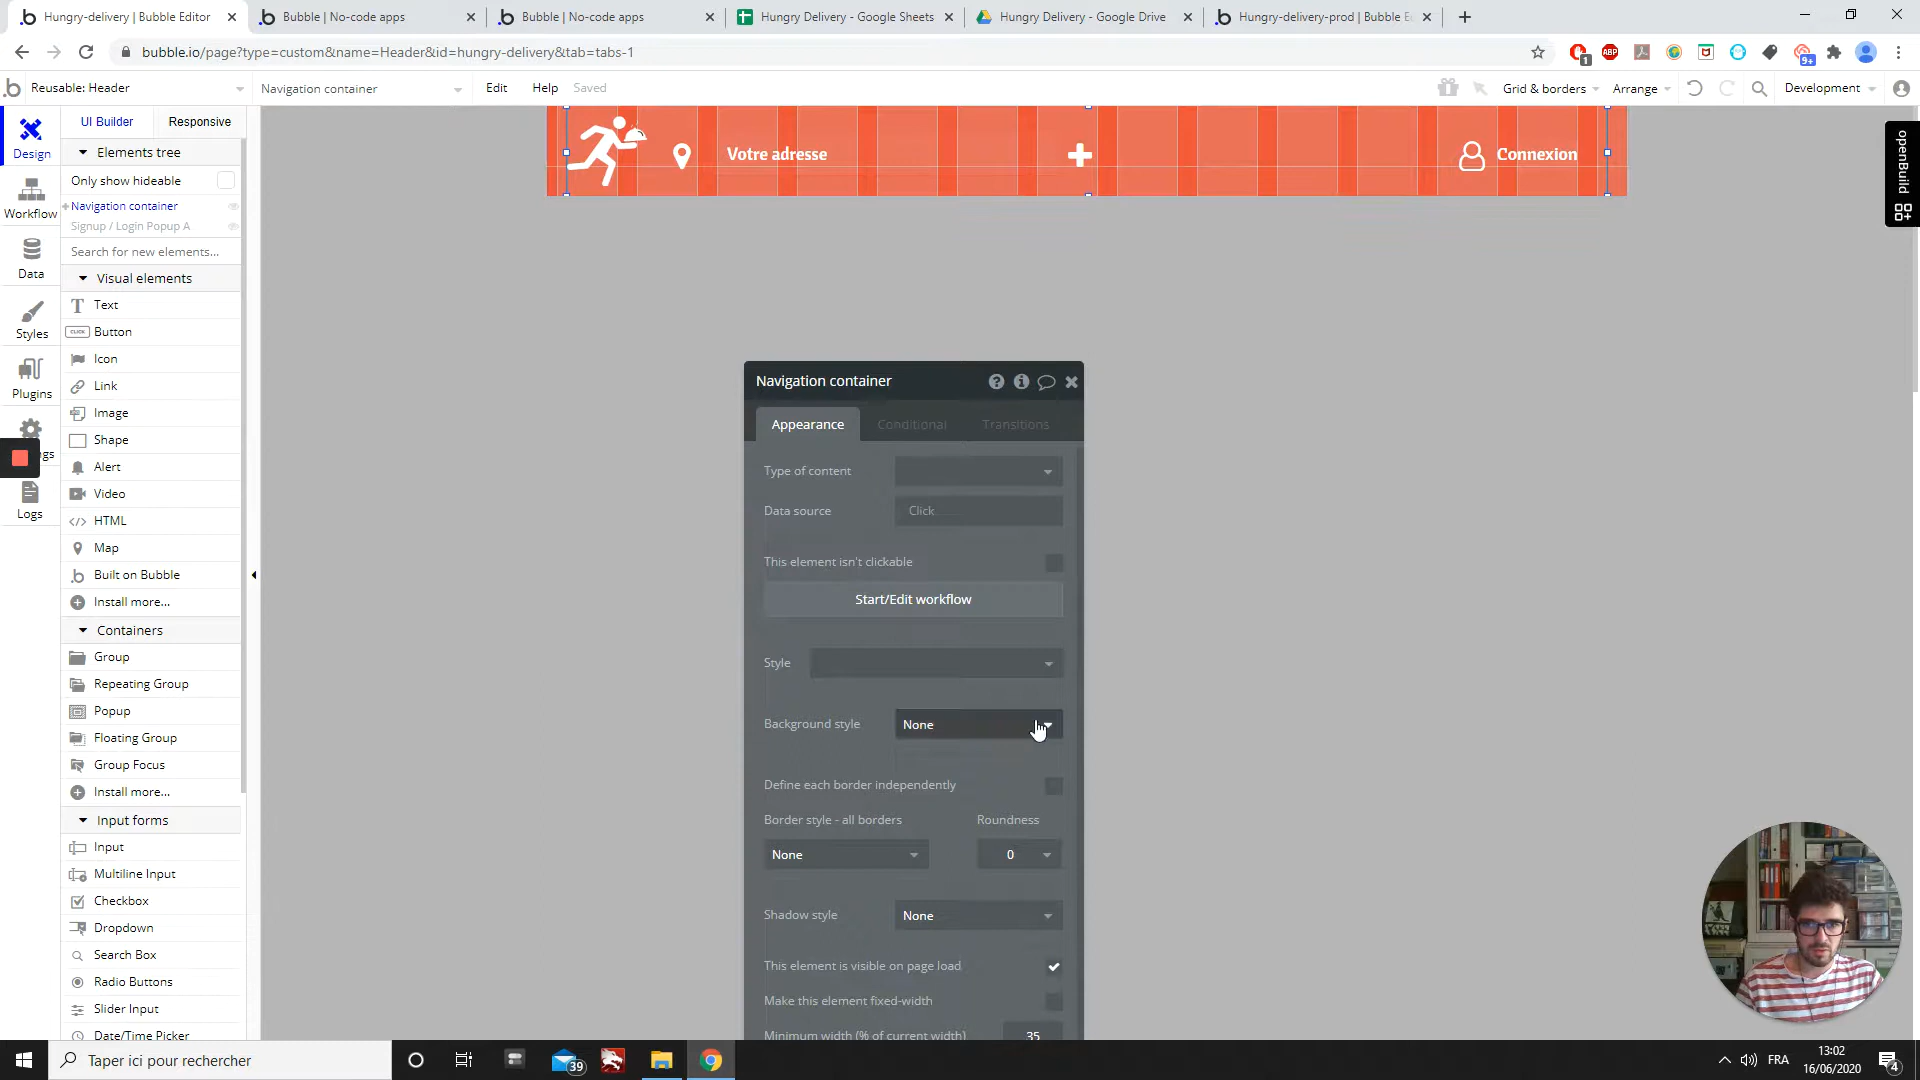 Hungry-delivery | Bubble Editor
Bubble | No-code apps
Bubble | No-code apps
Hungry Delivery - Google Sheets
Hungry Delivery - Google Drive
Hungry-delivery-prod | Bubble E
bubble.io/page?type=custom&name=Header&id=hungry-delivery&tab=tabs-1
ABP
1
9+
Reusable: Header
Navigation container
Edit
Help
Saved
Grid & borders
Arrange
Development
Design
Workflow
Data
Styles
Plugins
gs
Logs
UI Builder
Responsive
Elements tree
Only show hideable
Navigation container
Signup / Login Popup A
Search for new elements...
Visual elements
Text
CLICK
Button
Icon
Link
Image
Shape
Alert
Video
HTML
Map
Built on Bubble
Install more...
Containers
Group
Repeating Group
Popup
Floating Group
Group Focus
Install more...
Input forms
Input
Multiline Input
Checkbox
Dropdown
Search Box
Radio Buttons
Slider Input
Date/Time Picker
Votre adresse
Connexion
openBuild
Navigation container
Appearance
Conditional
Transitions
Type of content
Data source
Click
This element isn't clickable
Start/Edit workflow
Style
Background style
None
Define each border independently
Border style - all borders
Roundness
None
0
Shadow style
None
This element is visible on page load
Make this element fixed-width
Minimum width (% of current width)
35
Taper ici pour rechercher
39
FRA
13:02
16/06/2020
4